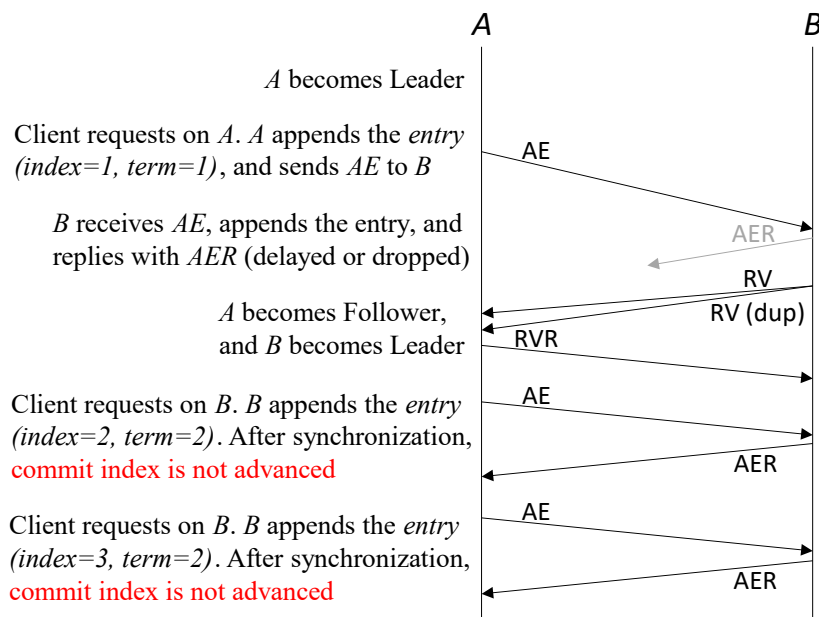 A B
A becomes Leader
Client requests on A. A appends the entry
(index=1, term=1), and sends AE to B
AE
B receives AE, appends the entry, and
replies with AER (delayed or dropped)
AER
RV
RV (dup)
A becomes Follower,
and B becomes Leader
RVR
Client requests on B. B appends the entry
(index=2, term=2). After synchronization,
commit index is not advanced
AE
AER
Client requests on B. B appends the entry
(index=3, term=2). After synchronization,
commit index is not advanced
AE
AER